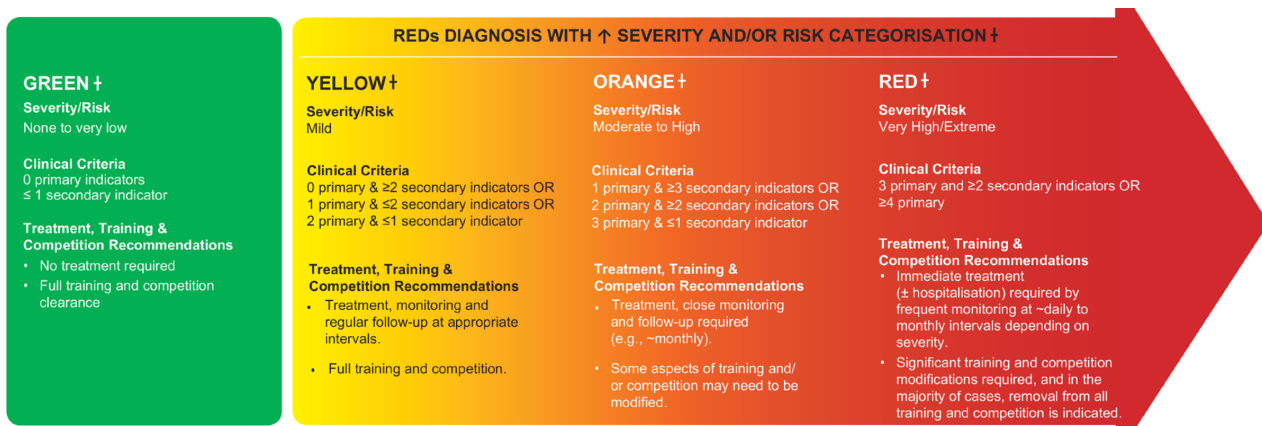 REDs DIAGNOSIS WITH ↑ SEVERITY AND/OR RISK CATEGORISATION ⸸
GREEN ⸸
Severity/Risk
None to very low
Clinical Criteria
0 primary indicators
≤ 1 secondary indicator
Treatment, Training &
Competition Recommendations
• No treatment required
• Full training and competition
clearance
YELLOW ⸸
Severity/Risk
Mild
Clinical Criteria
0 primary & ≥2 secondary indicators OR
1 primary & ≤2 secondary indicators OR
2 primary & ≤1 secondary indicator
Treatment, Training &
Competition Recommendations
• Treatment, monitoring and
regular follow-up at appropriate
intervals.
• Full training and competition.
ORANGE ⸸
Severity/Risk
Moderate to High
Clinical Criteria
1 primary & ≥3 secondary indicators OR
2 primary & ≥2 secondary indicators OR
3 primary & ≤1 secondary indicator
Treatment, Training &
Competition Recommendations
• Treatment, close monitoring
and follow-up required
(e.g., ~monthly).
• Some aspects of training and/
or competition may need to be
modified.
RED ⸸
Severity/Risk
Very High/Extreme
Clinical Criteria
3 primary and ≥2 secondary indicators OR
≥4 primary
Treatment, Training &
Competition Recommendations
• Immediate treatment
(± hospitalisation) required by
frequent monitoring at ~daily to
monthly intervals depending on
severity.
• Significant training and competition
modifications required, and in the
majority of cases, removal from all
training and competition is indicated.